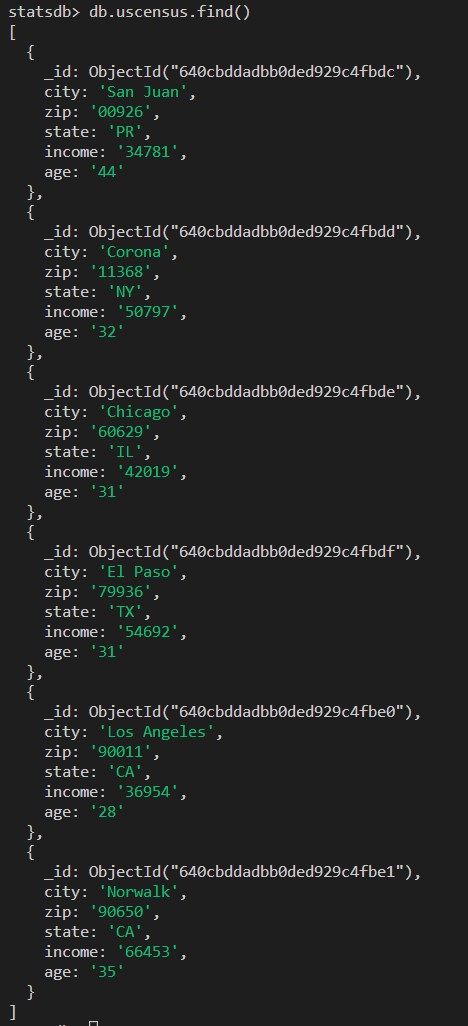 statsdb> db.uscensus.find()
[
  {
    _id: ObjectId("640cbddadbb0ded929c4fbdc"),
    city: 'San Juan',
    zip: '00926',
    state: 'PR',
    income: '34781',
    age: '44'
  },
  {
    _id: ObjectId("640cbddadbb0ded929c4fbdd"),
    city: 'Corona',
    zip: '11368',
    state: 'NY',
    income: '50797',
    age: '32'
  },
  {
    _id: ObjectId("640cbddadbb0ded929c4fbde"),
    city: 'Chicago',
    zip: '60629',
    state: 'IL',
    income: '42019',
    age: '31'
  },
  {
    _id: ObjectId("640cbddadbb0ded929c4fbdf"),
    city: 'El Paso',
    zip: '79936',
    state: 'TX',
    income: '54692',
    age: '31'
  },
  {
    _id: ObjectId("640cbddadbb0ded929c4fbe0"),
    city: 'Los Angeles',
    zip: '90011',
    state: 'CA',
    income: '36954',
    age: '28'
  },
  {
    _id: ObjectId("640cbddadbb0ded929c4fbe1"),
    city: 'Norwalk',
    zip: '90650',
    state: 'CA',
    income: '66453',
    age: '35'
  }
]